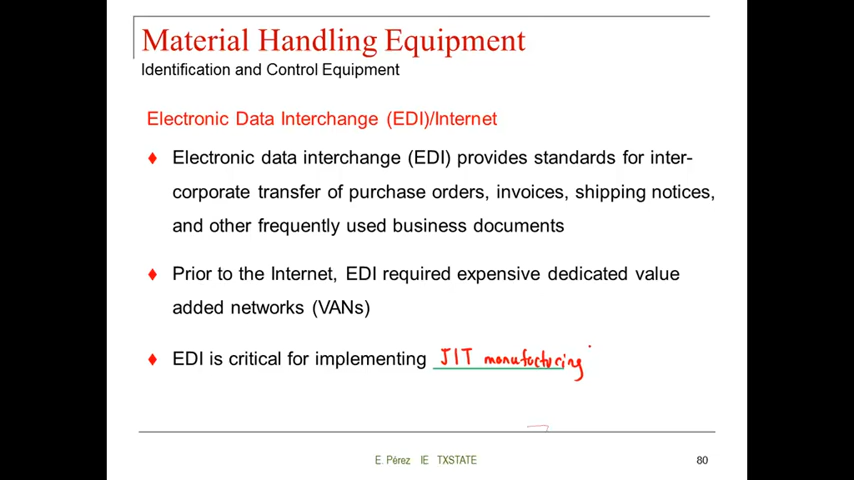 80
Material Handling Equipment
Identification and Control Equipment
Electronic Data Interchange (EDI)/Internet
♦ Electronic data interchange (EDI) provides standards for inter-
corporate transfer of purchase orders, invoices, shipping notices,
and other frequently used business documents
♦ Prior to the Internet, EDI required expensive dedicated value
added networks (VANs)
♦ EDI is critical for implementing JIT manufacturing
E. Pérez IE TXSTATE
80